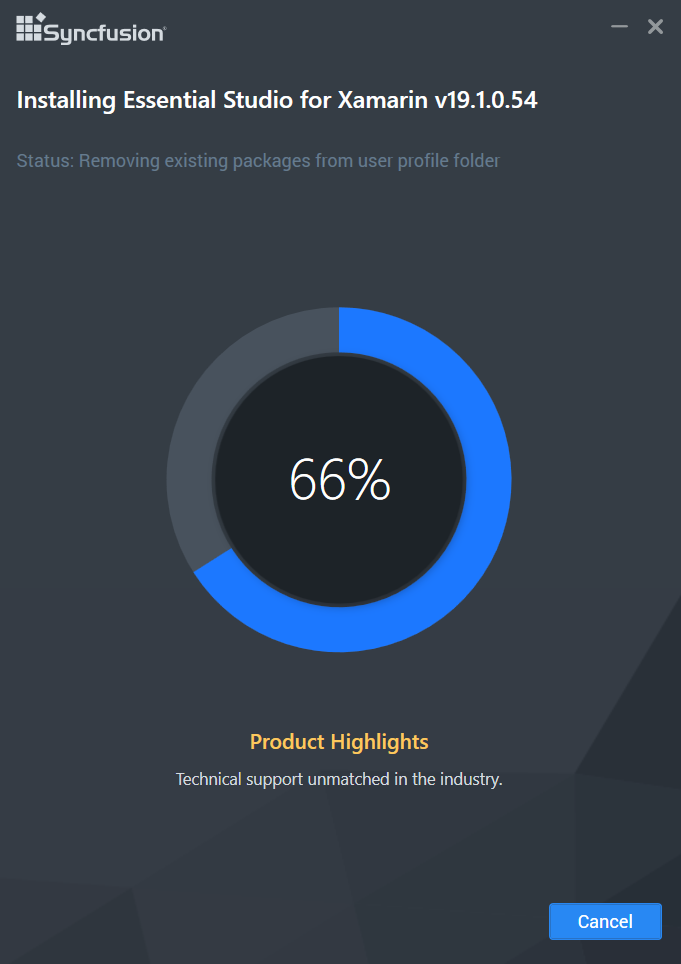 Syncfusion®
Installing Essential Studio for Xamarin v19.1.0.54
Status: Removing existing packages from user profile folder
66%
Product Highlights
Technical support unmatched in the industry.
Cancel